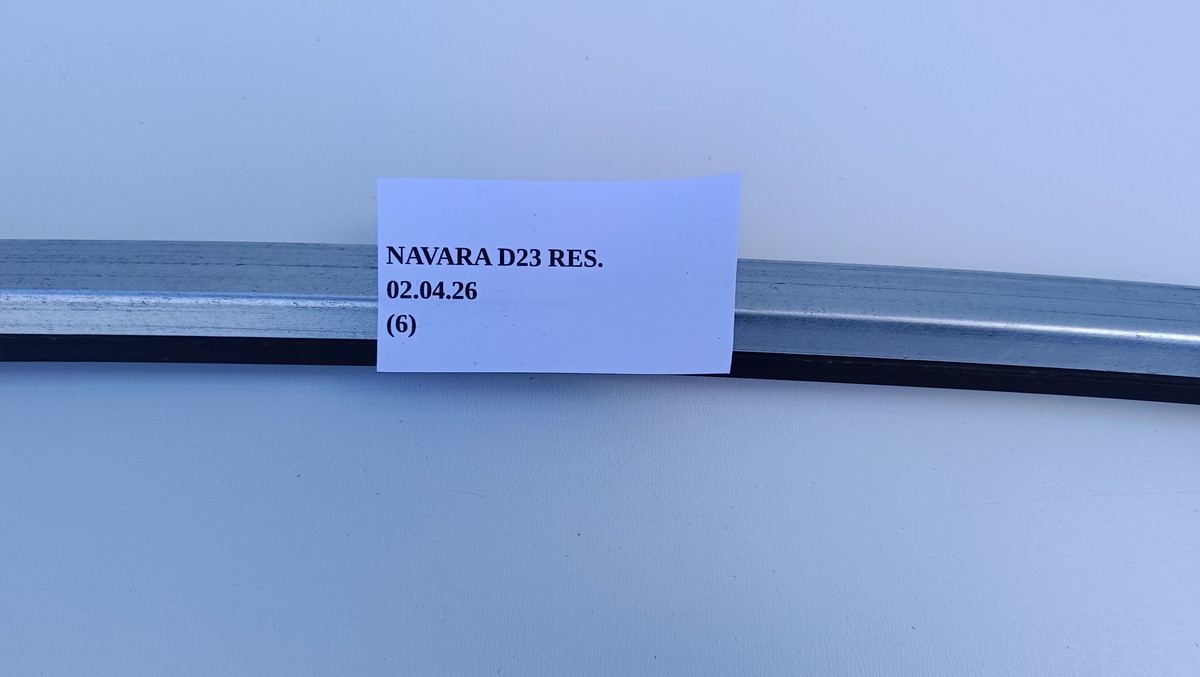 NAVARA D23 RES.
02.04.26
(6)